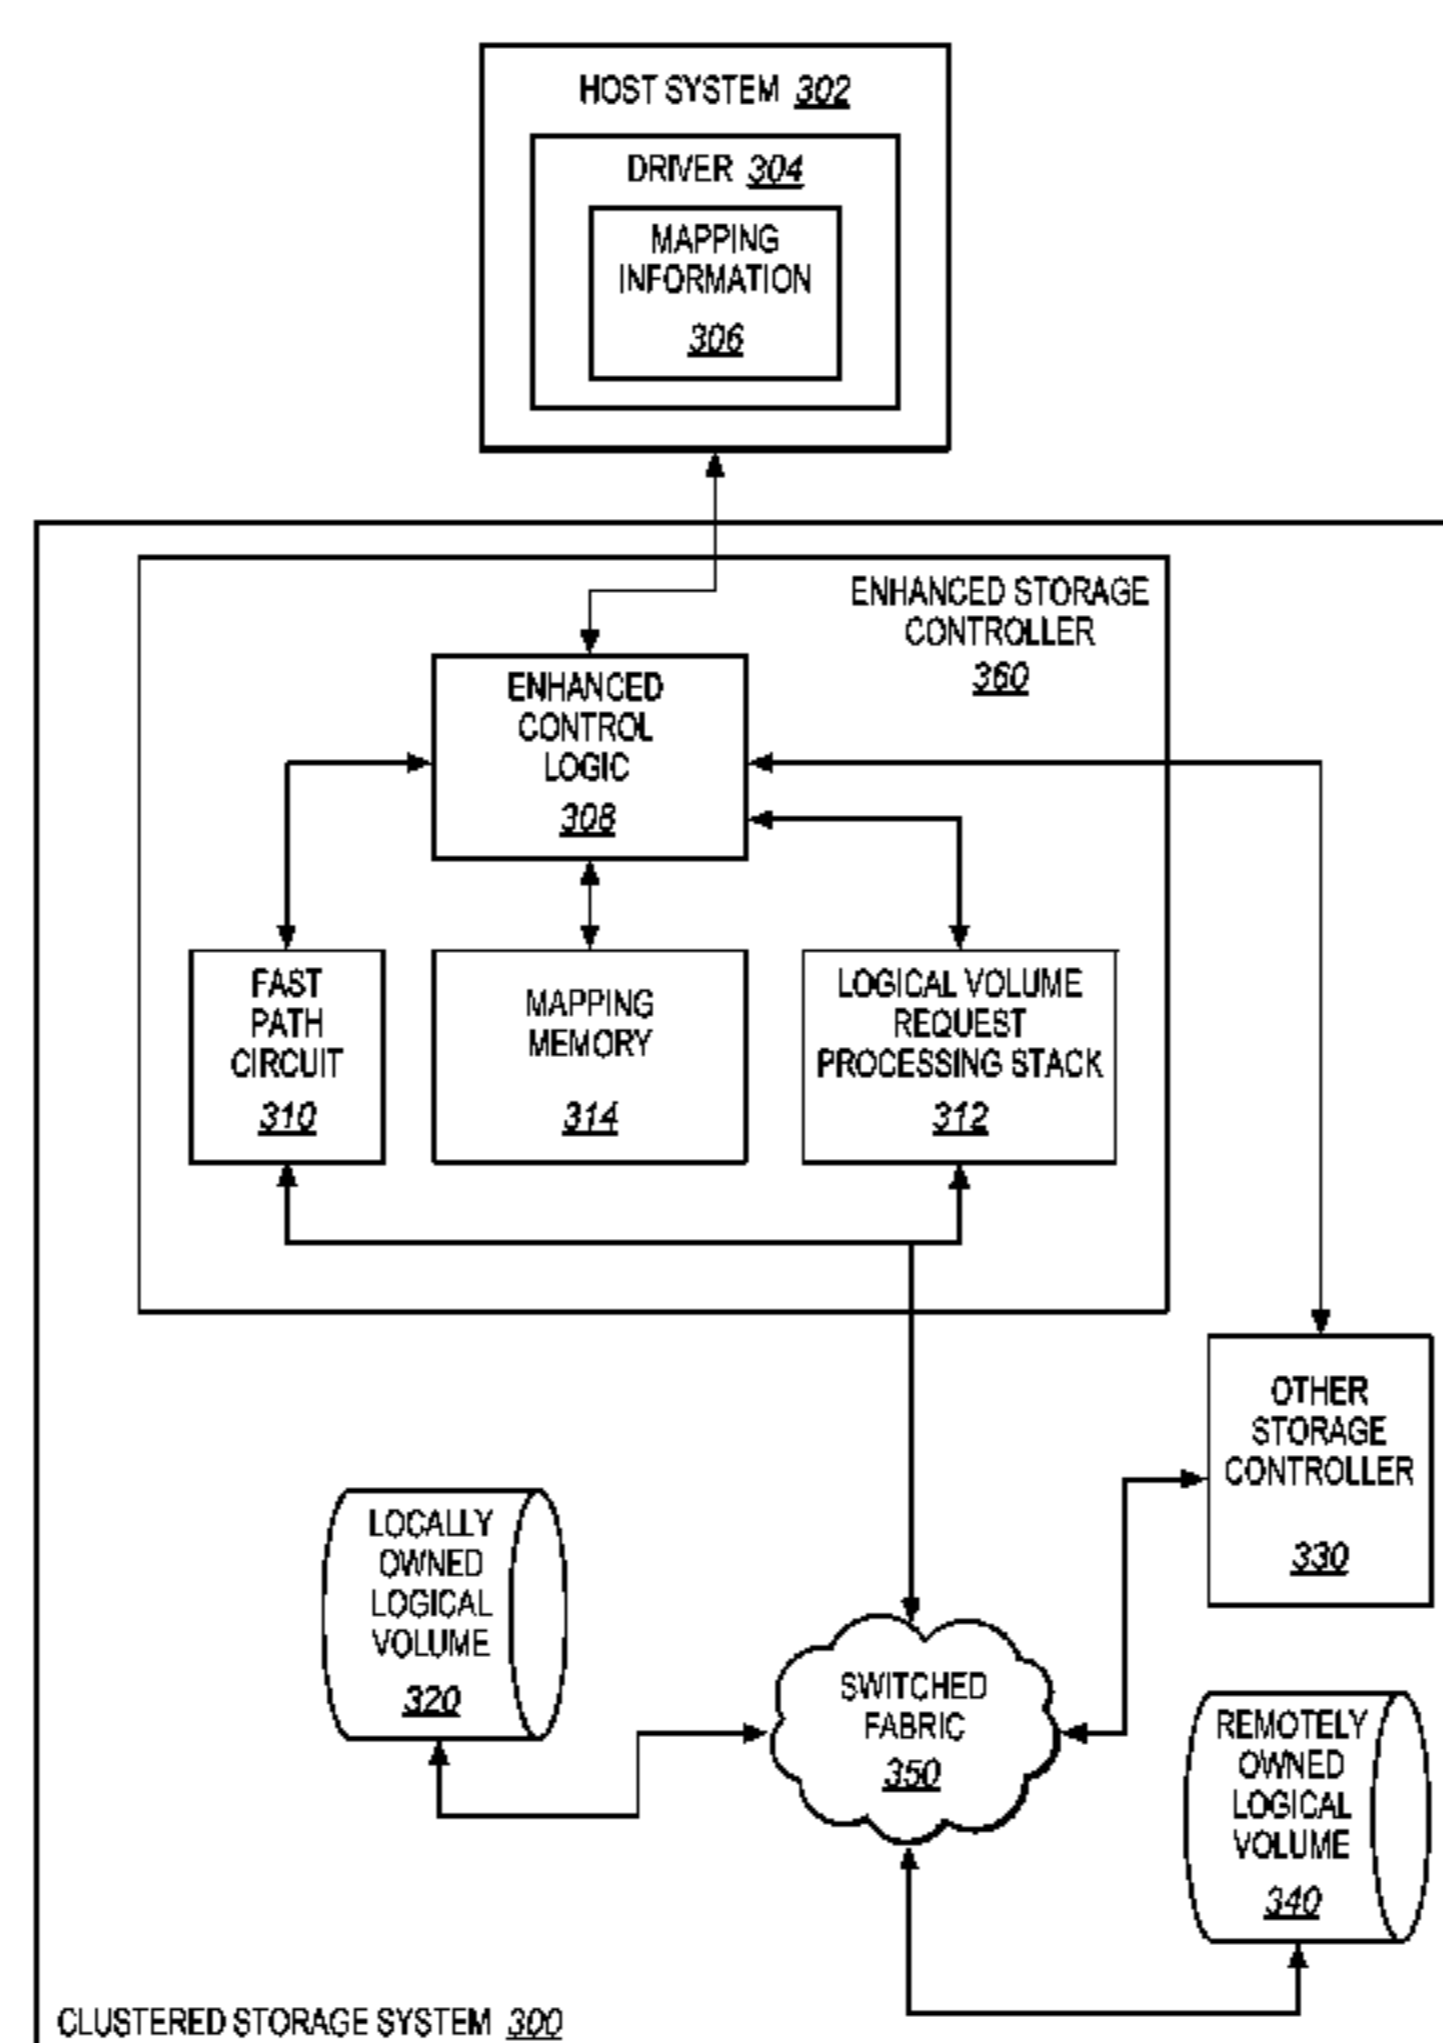 HOST SYSTEM 302
DRIVER 304
MAPPING
INFORMATION
306
ENHANCED STORAGE
CONTROLLER
360
ENHANCED
CONTROL
LOGIC
308
FAST
PATH
CIRCUIT
310
MAPPING
MEMORY
314
LOGICAL VOLUME
REQUEST
PROCESSING STACK
312
OTHER
STORAGE
CONTROLLER
330
LOCALLY
OWNED
LOGICAL
VOLUME
320
SWITCHED
FABRIC
350
REMOTELY
OWNED
LOGICAL
VOLUME
340
CLUSTERED STORAGE SYSTEM 300